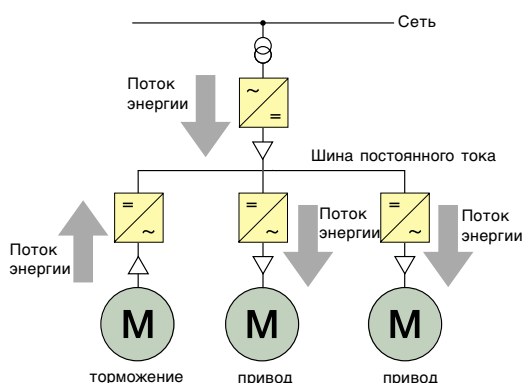 Сеть
Поток
энергии
~
=
Шина постоянного тока
=
~
=
~
=
~
Поток
энергии
Поток
энергии
Поток
энергии
M
M
M
торможение
привод
привод